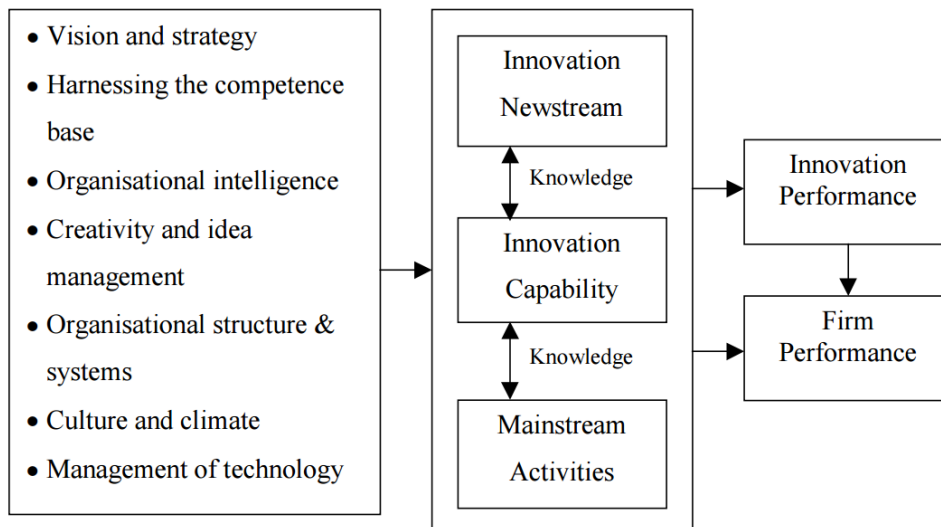 • Vision and strategy
• Harnessing the competence
base
• Organisational intelligence
• Creativity and idea
management
• Organisational structure &
systems
• Culture and climate
• Management of technology
Innovation
Newstream
Knowledge
Innovation
Capability
Knowledge
Mainstream
Activities
Innovation
Performance
Firm
Performance